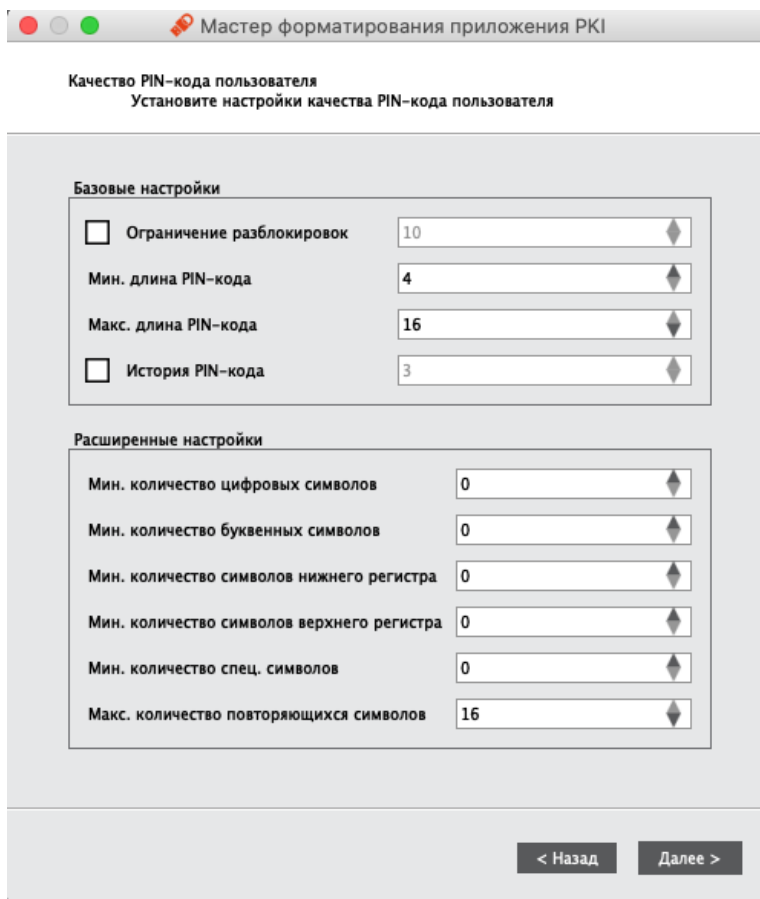 Мастер форматирования приложения PKI
Качество PIN-кода пользователя
Установите настройки качества PIN-кода пользователя
Базовые настройки
Ограничение разблокировок 10
Мин. длина PIN-кода 4
Макс. длина PIN-кода 16
История PIN-кода 3
Расширенные настройки
Мин. количество цифровых символов 0
Мин. количество буквенных символов 0
Мин. количество символов нижнего регистра 0
Мин. количество символов верхнего регистра 0
Мин. количество спец. символов 0
Макс. количество повторяющихся символов 16
< Назад Далее >